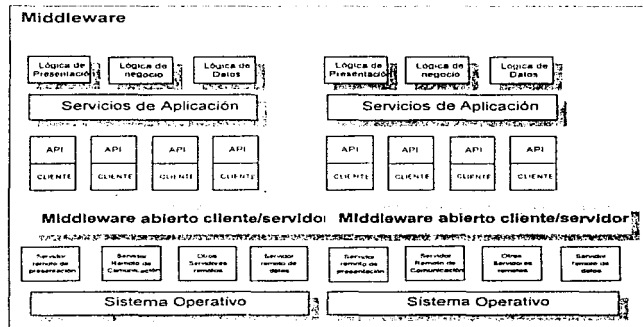 Middleware
Lógica de Presentación Lógica de negocio Lógica de Datos Lógica de Presentació Lógica de negocio Lógica de Datos
Servicios de Aplicación Servicios de Aplicación
API API API API API API API API
CLIENTE CLIENTE CLIENTE CLIENTE CLIENTE CLIENTE CLIENTE CLIENTE
Middleware abierto cliente/servidor Middleware abierto cliente/servidor
Servidor remoto de presentación Servidor Remoto de Comunicación Otros Servidores remotos Servidor remoto de datos Servidor remoto de presentación Servidor Remoto de Comunicación Otros Servidores remotos Servidor remoto de datos
Sistema Operativo Sistema Operativo